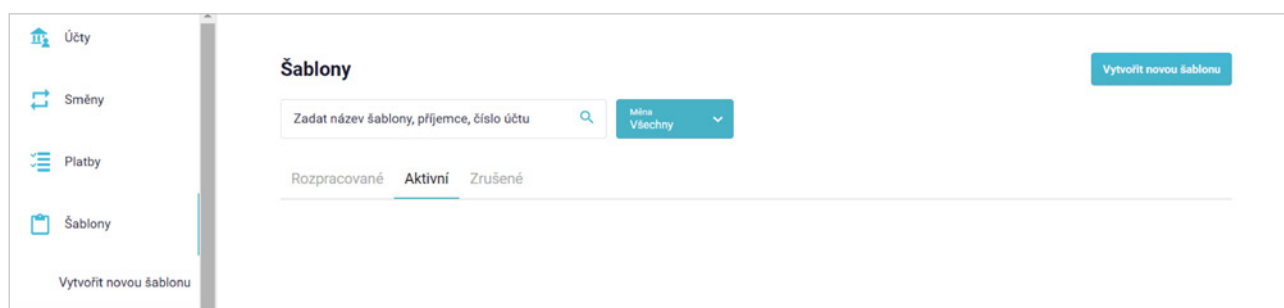 Účty
Směny
Platby
Šablony
Vytvořit novou šablonu
Šablony
Vytvořit novou šablonu
Zadat název šablony, příjemce, číslo účtu
Měna
Všechny
Rozpracované Aktivní Zrušené